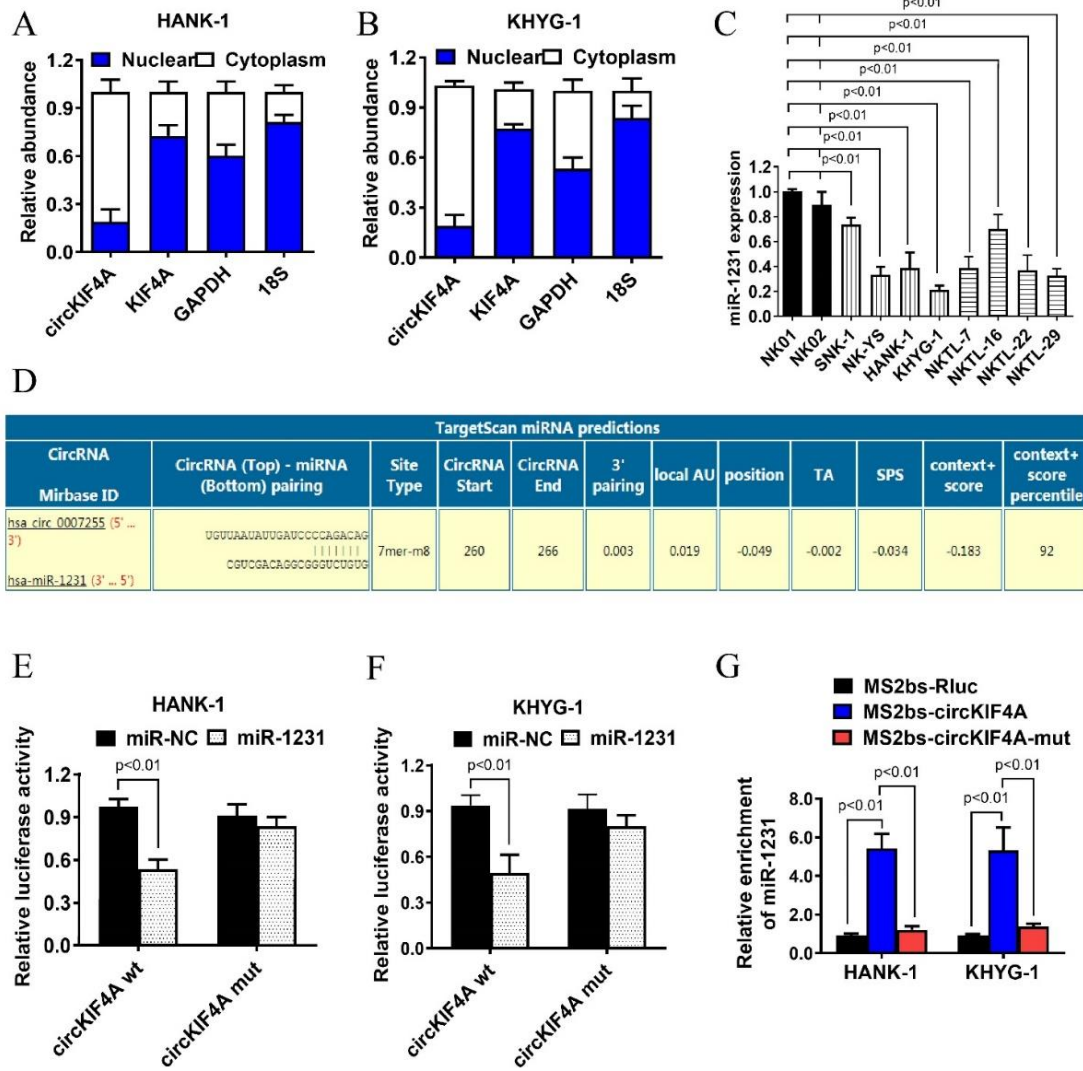 A
HANK-1
Nuclear Cytoplasm
Relative abundance
1.2
0.9
0.6
0.3
0.0
circKIF4A
KIF4A
GAPDH
18S
B
KHYG-1
Nuclear Cytoplasm
Relative abundance
1.2
0.9
0.6
0.3
0.0
circKIF4A
KIF4A
GAPDH
18S
C
p<0.01
p<0.01
p<0.01
p<0.01
p<0.01
p<0.01
p<0.01
p<0.01
miR-1231 expression
1.2
1.0
0.8
0.6
0.4
0.2
0.0
NK01
NK02
SNK-1
NK-YS
HANK-1
KHYG-1
NKTL-7
NKTL-16
NKTL-22
NKTL-29
D
TargetScan miRNA predictions
CircRNA
Mirbase ID
CircRNA (Top) - miRNA
(Bottom) pairing
Site
Type
CircRNA
Start
CircRNA
End
3'
pairing
local AU
position
TA
SPS
context+
score
context+
score
percentile
hsa_circ_0007255 (5' ...
3')
hsa-miR-1231 (3' ... 5')
UGUUAAUAUUGAUCCCCAGACAG
| | | | | | |
CGUCGACAGGCGGGUCUGUG
7mer-m8
260
266
0.003
0.019
-0.049
-0.002
-0.034
-0.183
92
E
HANK-1
miR-NC miR-1231
Relative luciferase activity
p<0.01
1.2
0.9
0.6
0.3
0.0
circKIF4A wt
circKIF4A mut
F
KHYG-1
miR-NC miR-1231
Relative luciferase activity
p<0.01
1.2
0.9
0.6
0.3
0.0
circKIF4A wt
circKIF4A mut
G
MS2bs-Rluc
MS2bs-circKIF4A
MS2bs-circKIF4A-mut
p<0.01
p<0.01
p<0.01
p<0.01
Relative enrichment
of miR-1231
8.0
6.0
4.0
2.0
0.0
HANK-1
KHYG-1